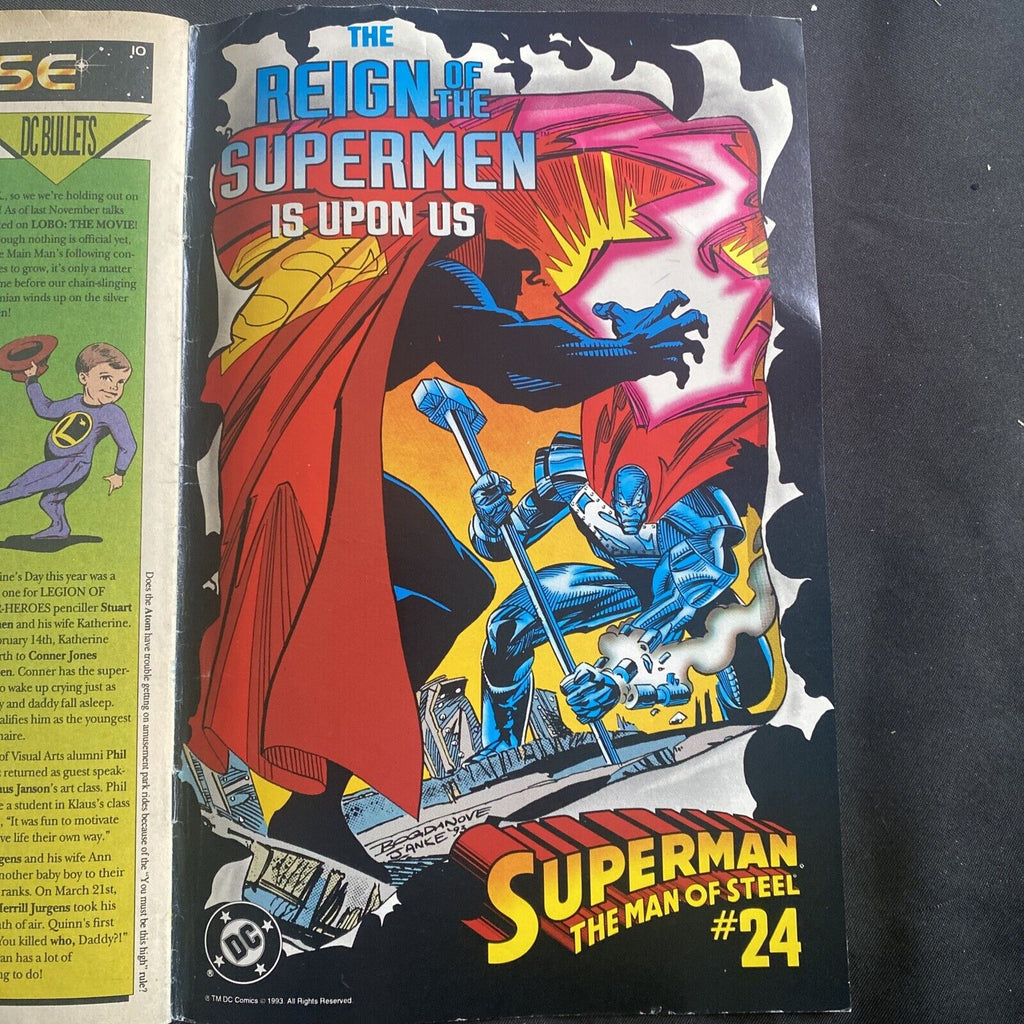 10
SE
DC BULLETS
., so we we're holding out on
! As of last November talks
ed on LOBO: THE MOVIE!
ough nothing is official yet,
e Main Man's following con-
es to grow, it's only a matter
me before our chain-slinging
nian winds up on the silver
n!
L
ine's Day this year was a
one for LEGION OF
R-HEROES penciller Stuart
en and his wife Katherine.
ruary 14th, Katherine
rth to Conner Jones
en. Conner has the super-
o wake up crying just as
y and daddy fall asleep.
alifies him as the youngest
naire.
of Visual Arts alumni Phil
returned as guest speak-
us Janson's art class. Phil
e a student in Klaus's class
, "It was fun to motivate
ve life their own way."
gens and his wife Ann
nother baby boy to their
ranks. On March 21st,
Merrill Jurgens took his
th of air. Quinn's first
You killed who, Daddy?!"
an has a lot of
ng to do!
Does the Atom have trouble getting on amusement park rides because of the "You must be this high" rule?
THE
REIGN OF THE
SUPERMEN™
IS UPON US
BOGDANOVE
JANKE '93
SUPERMAN®
THE MAN OF STEEL
#24
DC
®
® TM DC Comics © 1993. All Rights Reserved.